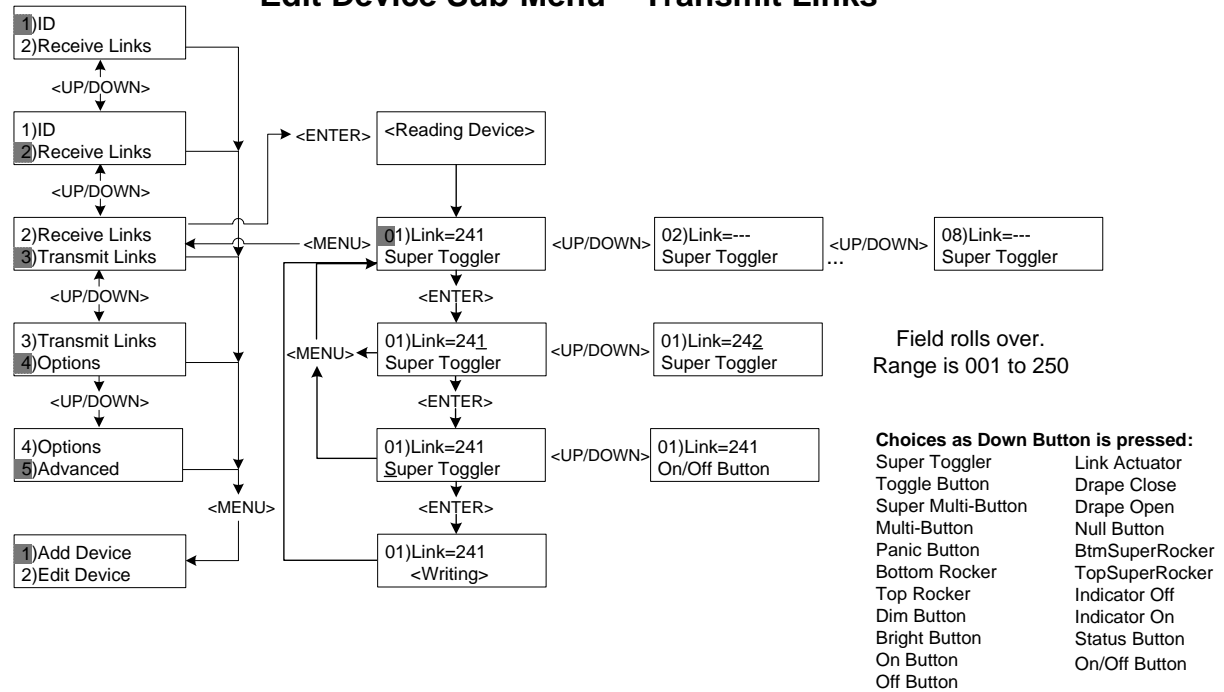 Edit Device Sub-Menu – Transmit Links
1)ID
2)Receive Links
<UP/DOWN>
1)ID
2)Receive Links
<UP/DOWN>
2)Receive Links
3)Transmit Links
<UP/DOWN>
3)Transmit Links
4)Options
<UP/DOWN>
4)Options
5)Advanced
<MENU>
1)Add Device
2)Edit Device
<ENTER>
<Reading Device>
<MENU>
01)Link=241
Super Toggler
<UP/DOWN>
02)Link=---
Super Toggler
<UP/DOWN>
...
08)Link=---
Super Toggler
<ENTER>
<MENU>
01)Link=241
Super Toggler
<UP/DOWN>
01)Link=242
Super Toggler
Field rolls over.
Range is 001 to 250
<ENTER>
01)Link=241
Super Toggler
<UP/DOWN>
01)Link=241
On/Off Button
<ENTER>
01)Link=241
<Writing>
Choices as Down Button is pressed:
Super Toggler
Toggle Button
Super Multi-Button
Multi-Button
Panic Button
Bottom Rocker
Top Rocker
Dim Button
Bright Button
On Button
Off Button
Link Actuator
Drape Close
Drape Open
Null Button
BtmSuperRocker
TopSuperRocker
Indicator Off
Indicator On
Status Button
On/Off Button